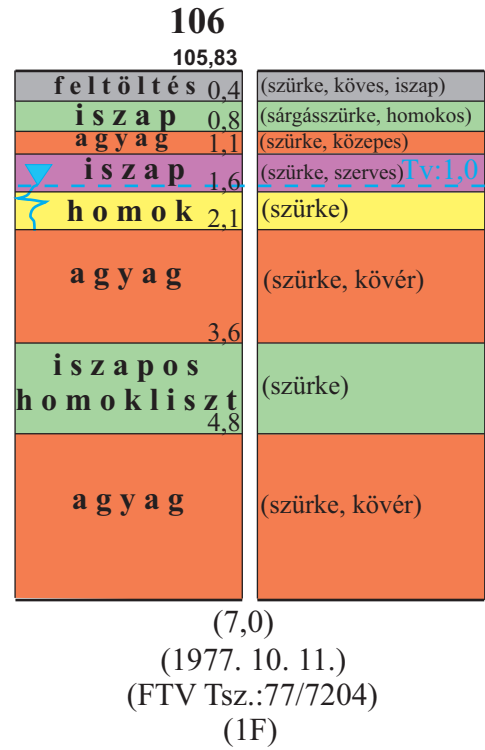 106
105,83
feltöltés 0,4 (szürke, köves, iszap)
iszap 0,8 (sárgásszürke, homokos)
agyag 1,1 (szürke, közepes)
iszap 1,6 (szürke, szerves) Tv:1,0
homok 2,1 (szürke)
agyag (szürke, kövér)
3,6
iszapos
homokliszt (szürke)
4,8
agyag (szürke, kövér)
(7,0)
(1977. 10. 11.)
(FTV Tsz.:77/7204)
(1F)